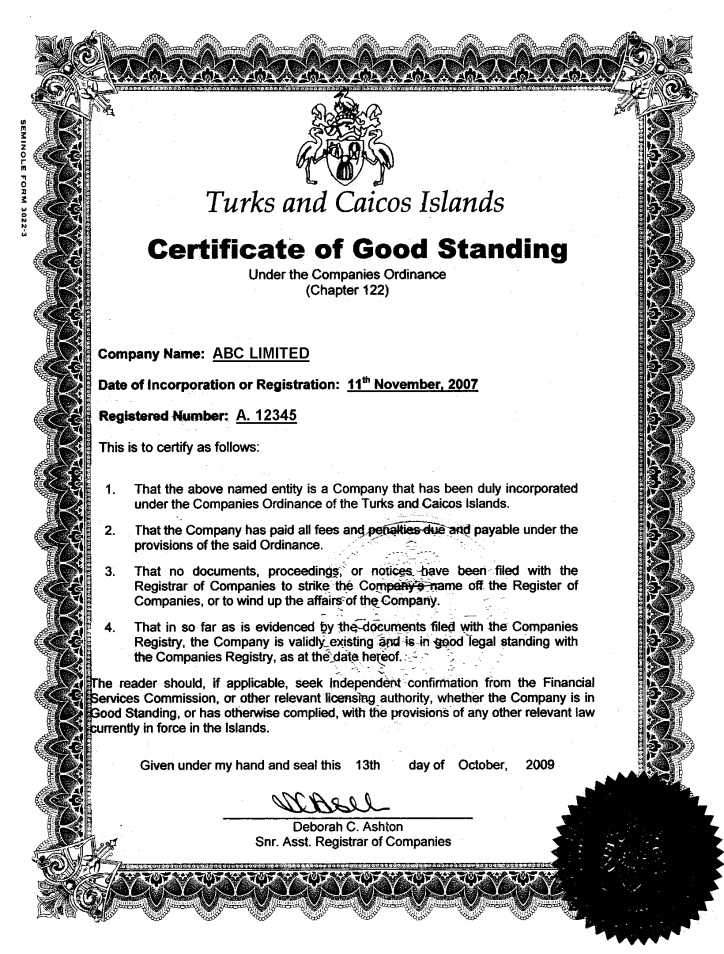 SEMINOLE FORM 3022-3
Turks and Caicos Islands
Certificate of Good Standing
Under the Companies Ordinance
(Chapter 122)
Company Name: ABC LIMITED
Date of Incorporation or Registration: 11th November, 2007
Registered Number: A. 12345
This is to certify as follows:
1. That the above named entity is a Company that has been duly incorporated
under the Companies Ordinance of the Turks and Caicos Islands.
2. That the Company has paid all fees and penalties due and payable under the
provisions of the said Ordinance.
3. That no documents, proceedings, or notices have been filed with the
Registrar of Companies to strike the Company's name off the Register of
Companies, or to wind up the affairs of the Company.
4. That in so far as is evidenced by the documents filed with the Companies
Registry, the Company is validly existing and is in good legal standing with
the Companies Registry, as at the date hereof.
The reader should, if applicable, seek independent confirmation from the Financial
Services Commission, or other relevant licensing authority, whether the Company is in
Good Standing, or has otherwise complied, with the provisions of any other relevant law
currently in force in the Islands.
Given under my hand and seal this 13th day of October, 2009
Deborah C. Ashton
Snr. Asst. Registrar of Companies